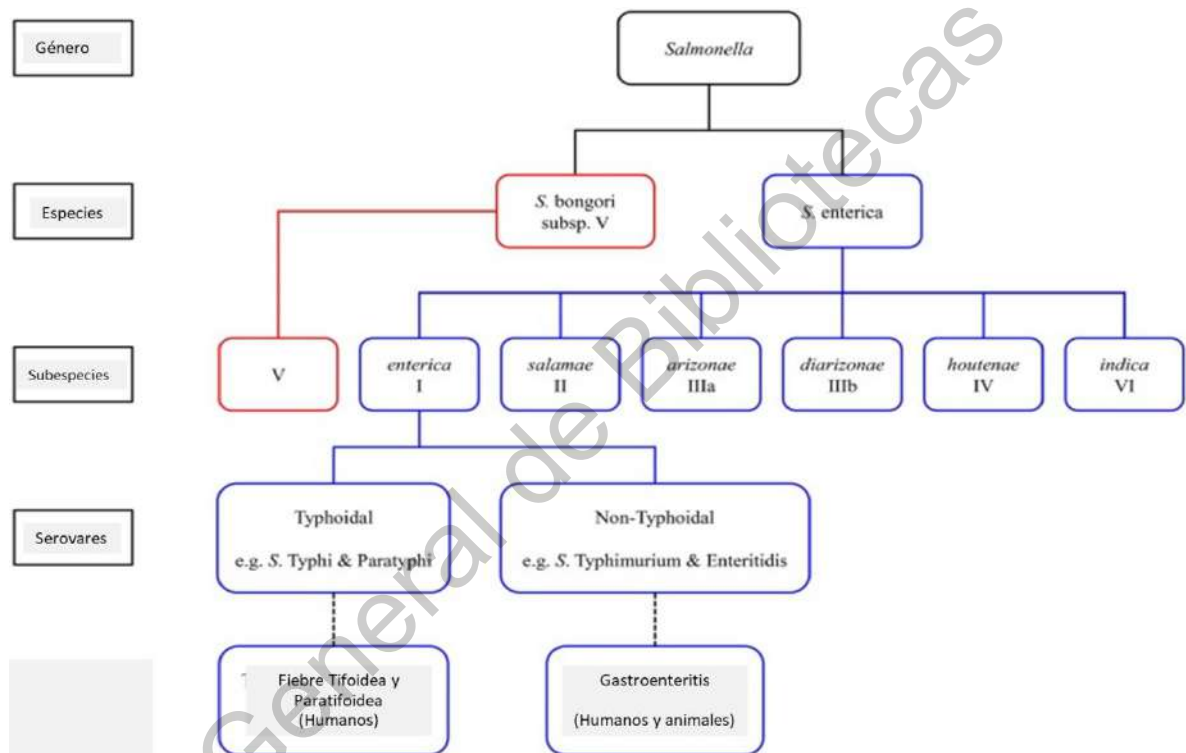 Género
Salmonella
Especies
S. bongori
subsp. V
S. enterica
Subespecies
V
enterica
I
salamae
II
arizonae
IIIa
diarizonae
IIIb
houtenae
IV
indica
VI
Serovares
Typhoidal
e.g. S. Typhi & Paratyphi
Non-Typhoidal
e.g. S. Typhimurium & Enteritidis
Fiebre Tifoidea y
Paratifoidea
(Humanos)
Gastroenteritis
(Humanos y animales)
General de Bibliotecas